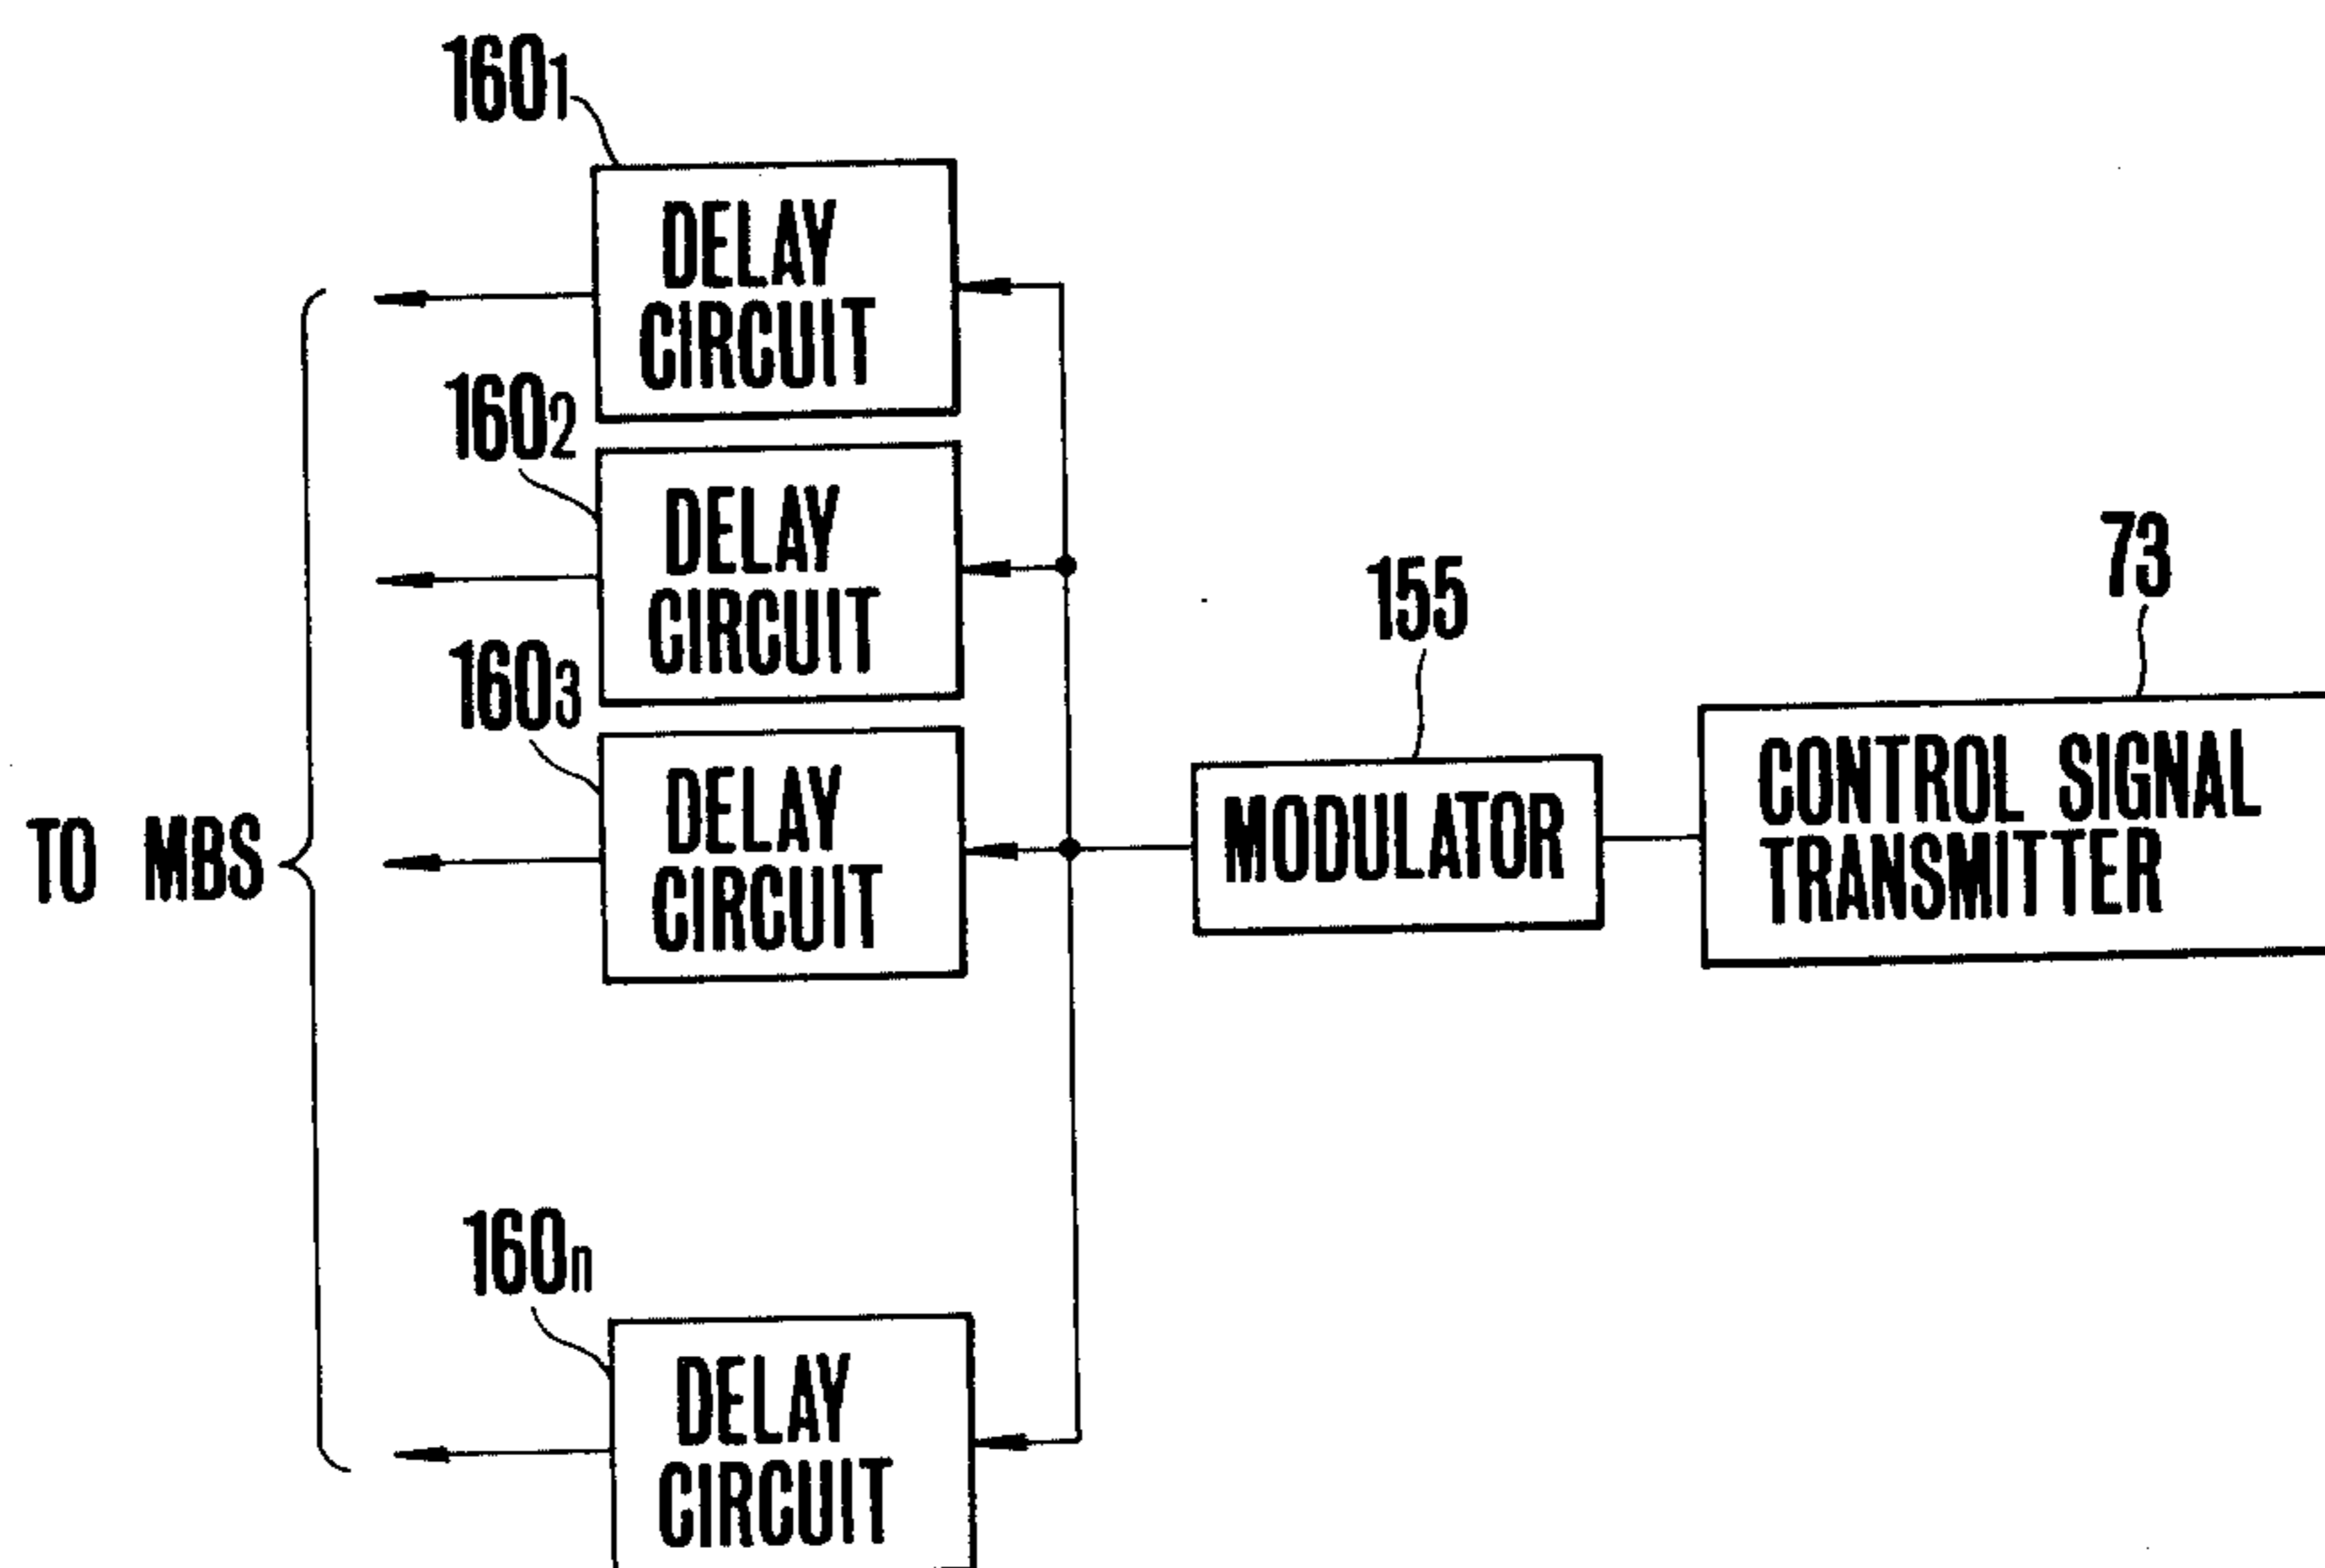 160₁
DELAY
CIRCUIT
160₂
DELAY
CIRCUIT
160₃
DELAY
CIRCUIT
TO MBS
155
MODULATOR
73
CONTROL SIGNAL
TRANSMITTER
160n
DELAY
CIRCUIT